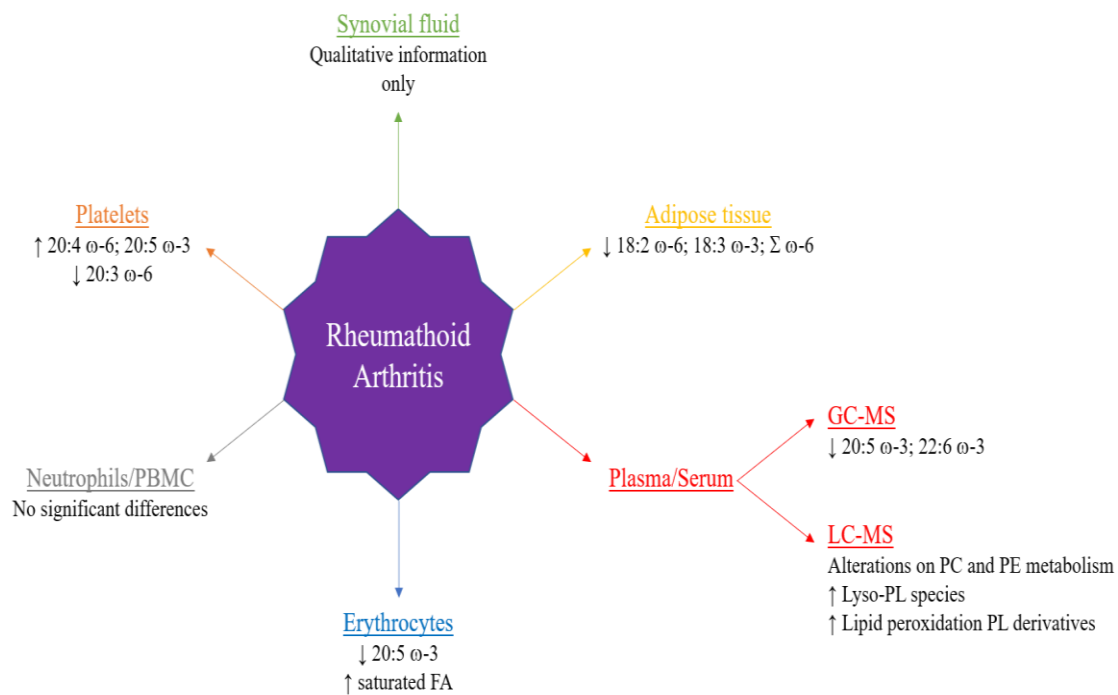 Synovial fluid
Qualitative information
only
Platelets
↑ 20:4 ω-6; 20:5 ω-3
↓ 20:3 ω-6
Adipose tissue
↓ 18:2 ω-6; 18:3 ω-3; Σ ω-6
Rheumathoid
Arthritis
Neutrophils/PBMC
No significant differences
Plasma/Serum
GC-MS
↓ 20:5 ω-3; 22:6 ω-3
LC-MS
Alterations on PC and PE metabolism
↑ Lyso-PL species
↑ Lipid peroxidation PL derivatives
Erythrocytes
↓ 20:5 ω-3
↑ saturated FA